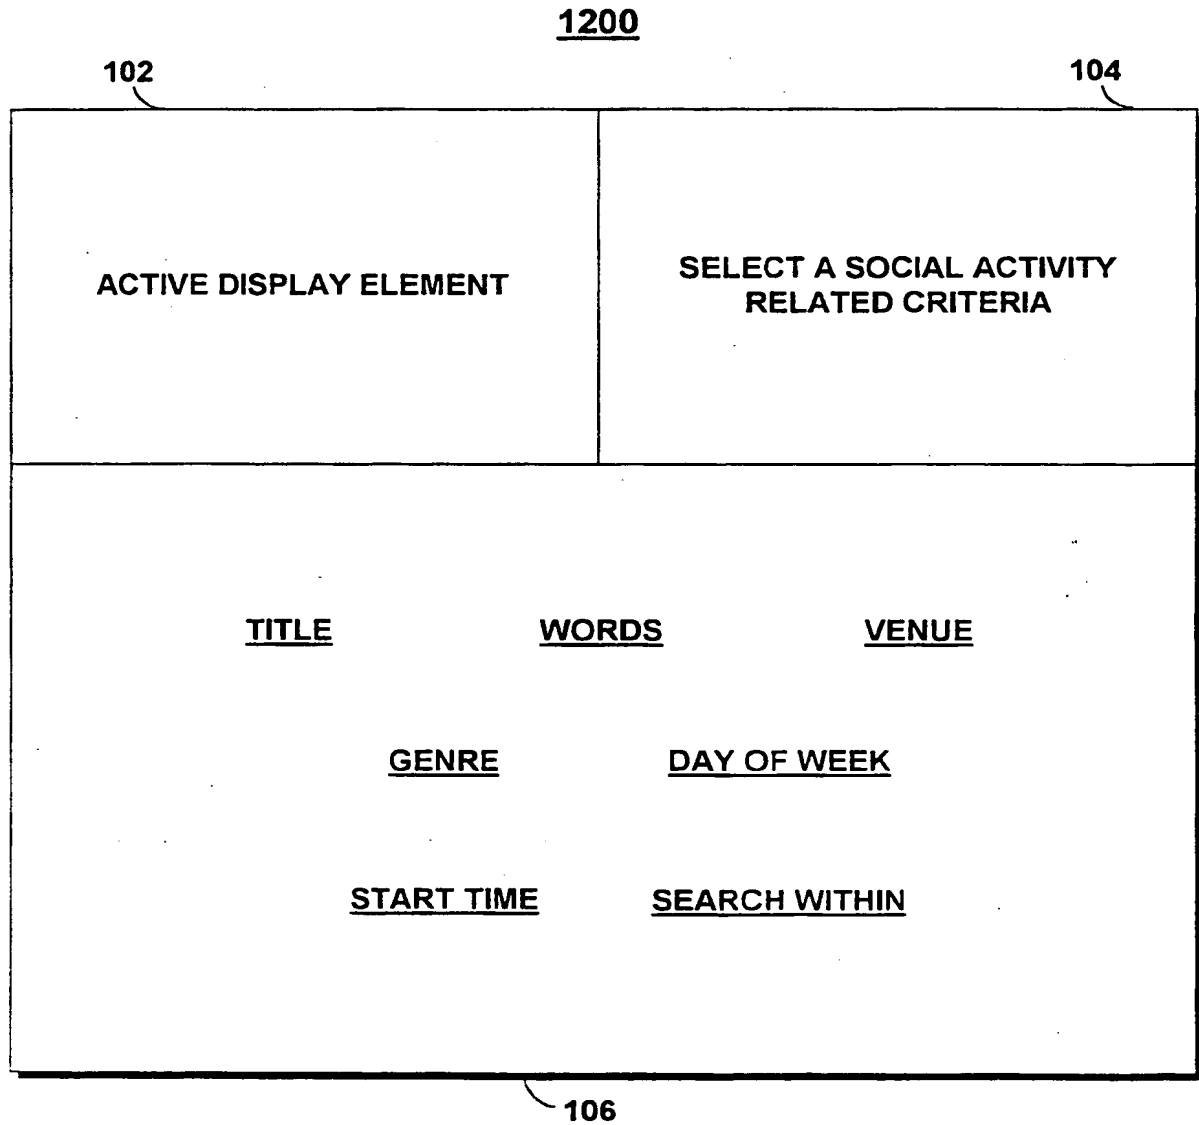 1200
102
104
ACTIVE DISPLAY ELEMENT
SELECT A SOCIAL ACTIVITY
RELATED CRITERIA
TITLE WORDS VENUE
GENRE DAY OF WEEK
START TIME SEARCH WITHIN
106